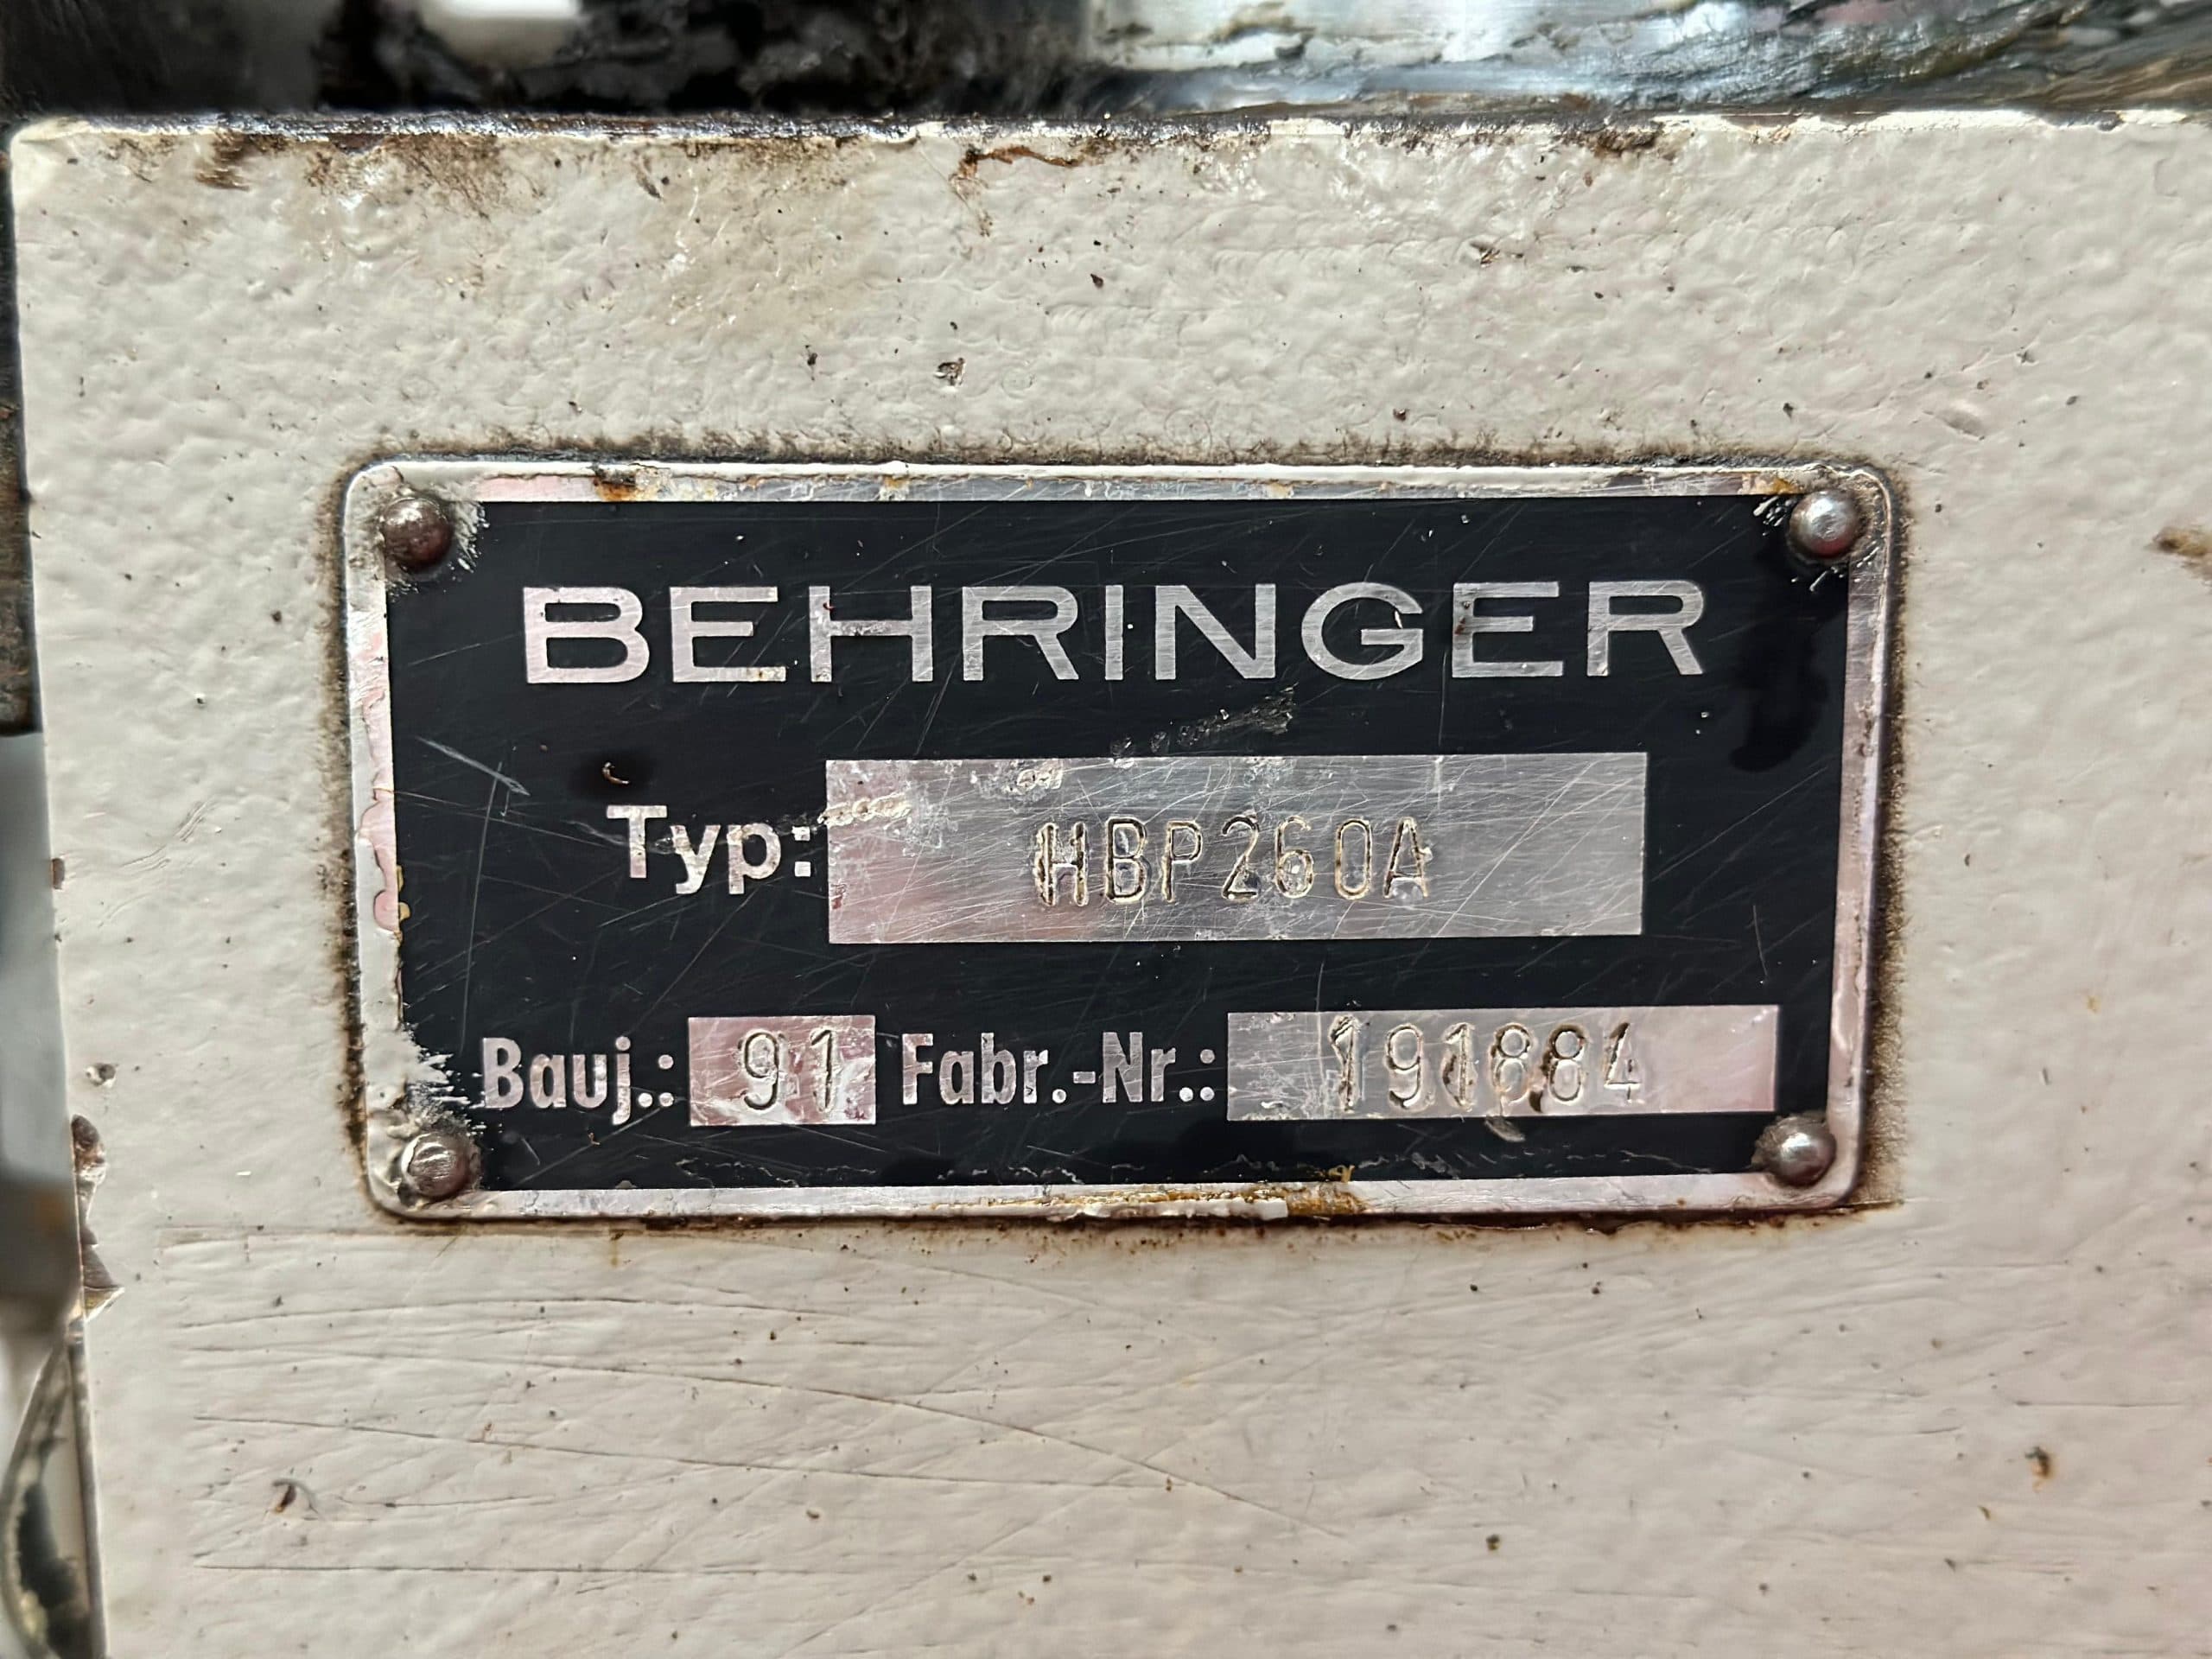 BEHRINGER
Typ: HBP260A
Bauj.: 91 Fabr.-Nr.: 191884